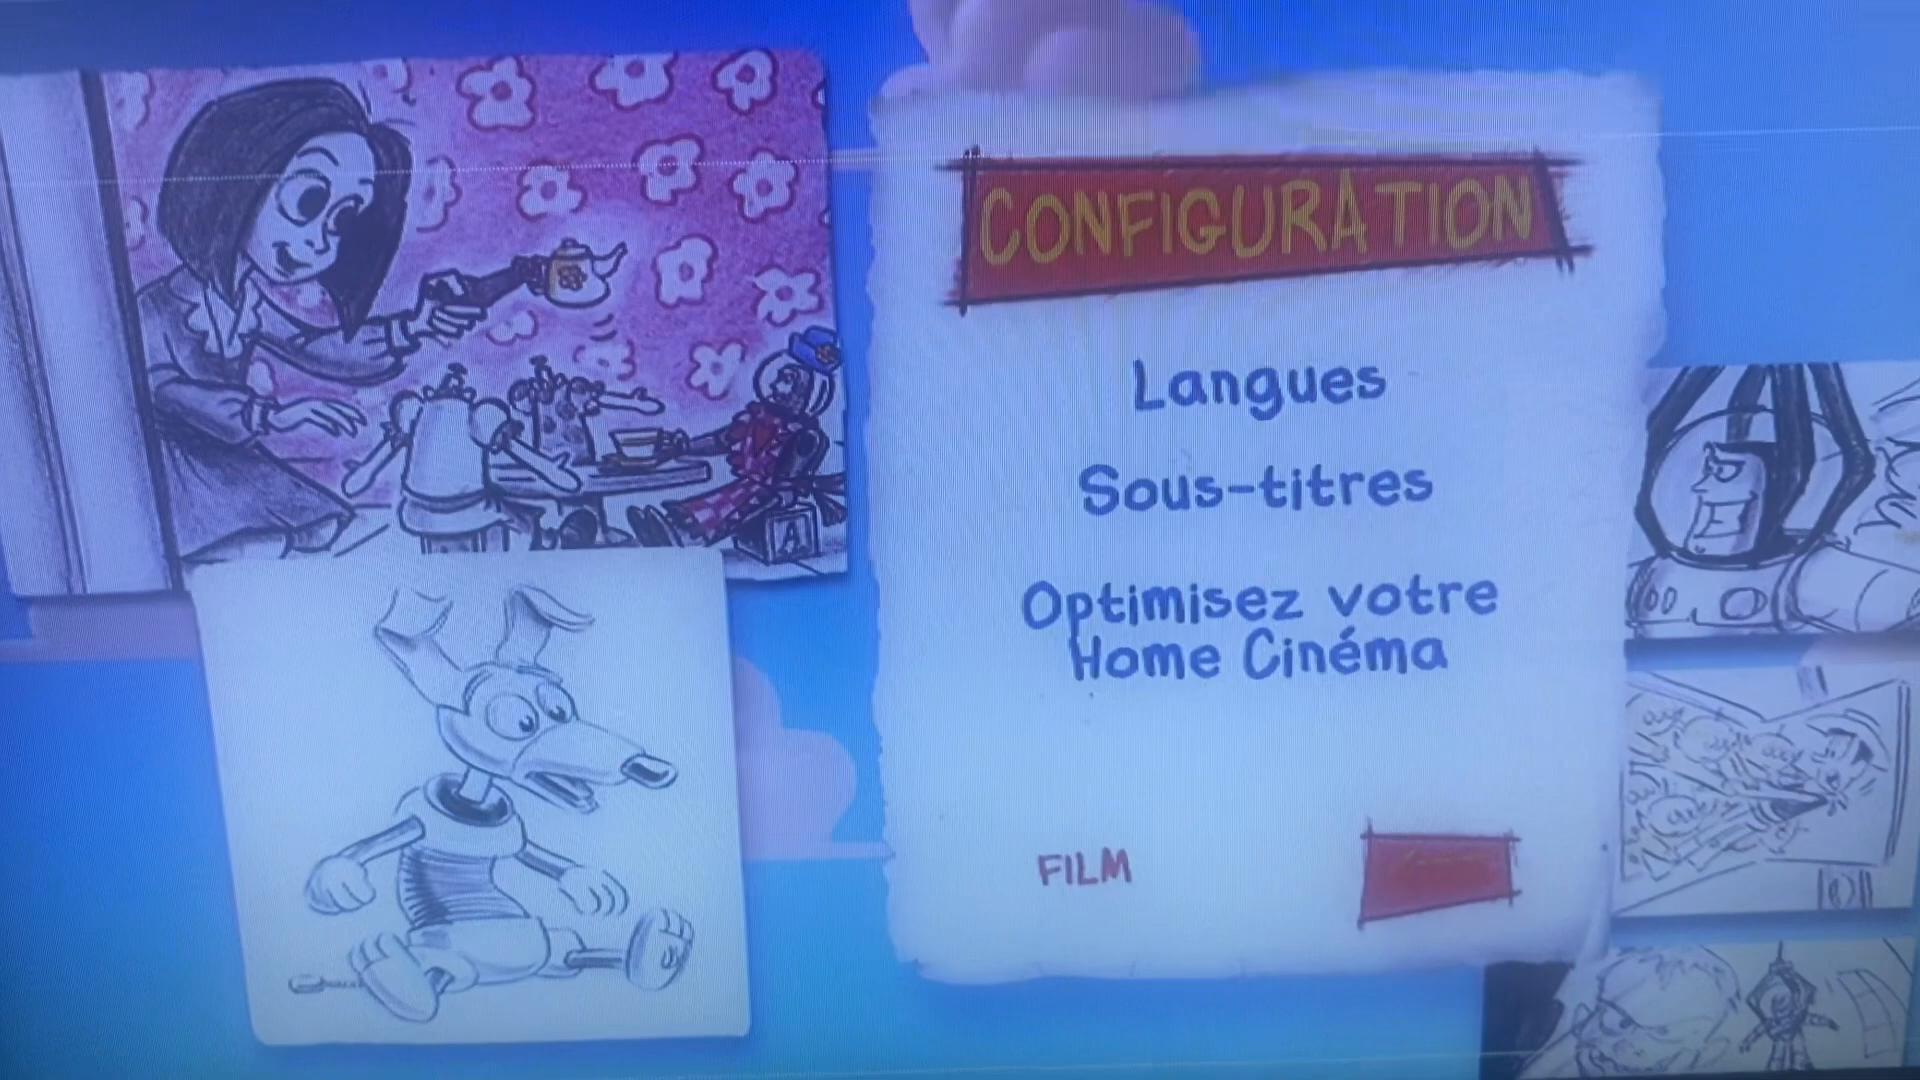 CONFIGURATION
Langues
Sous-titres
Optimisez votre
Home Cinéma
FILM
A